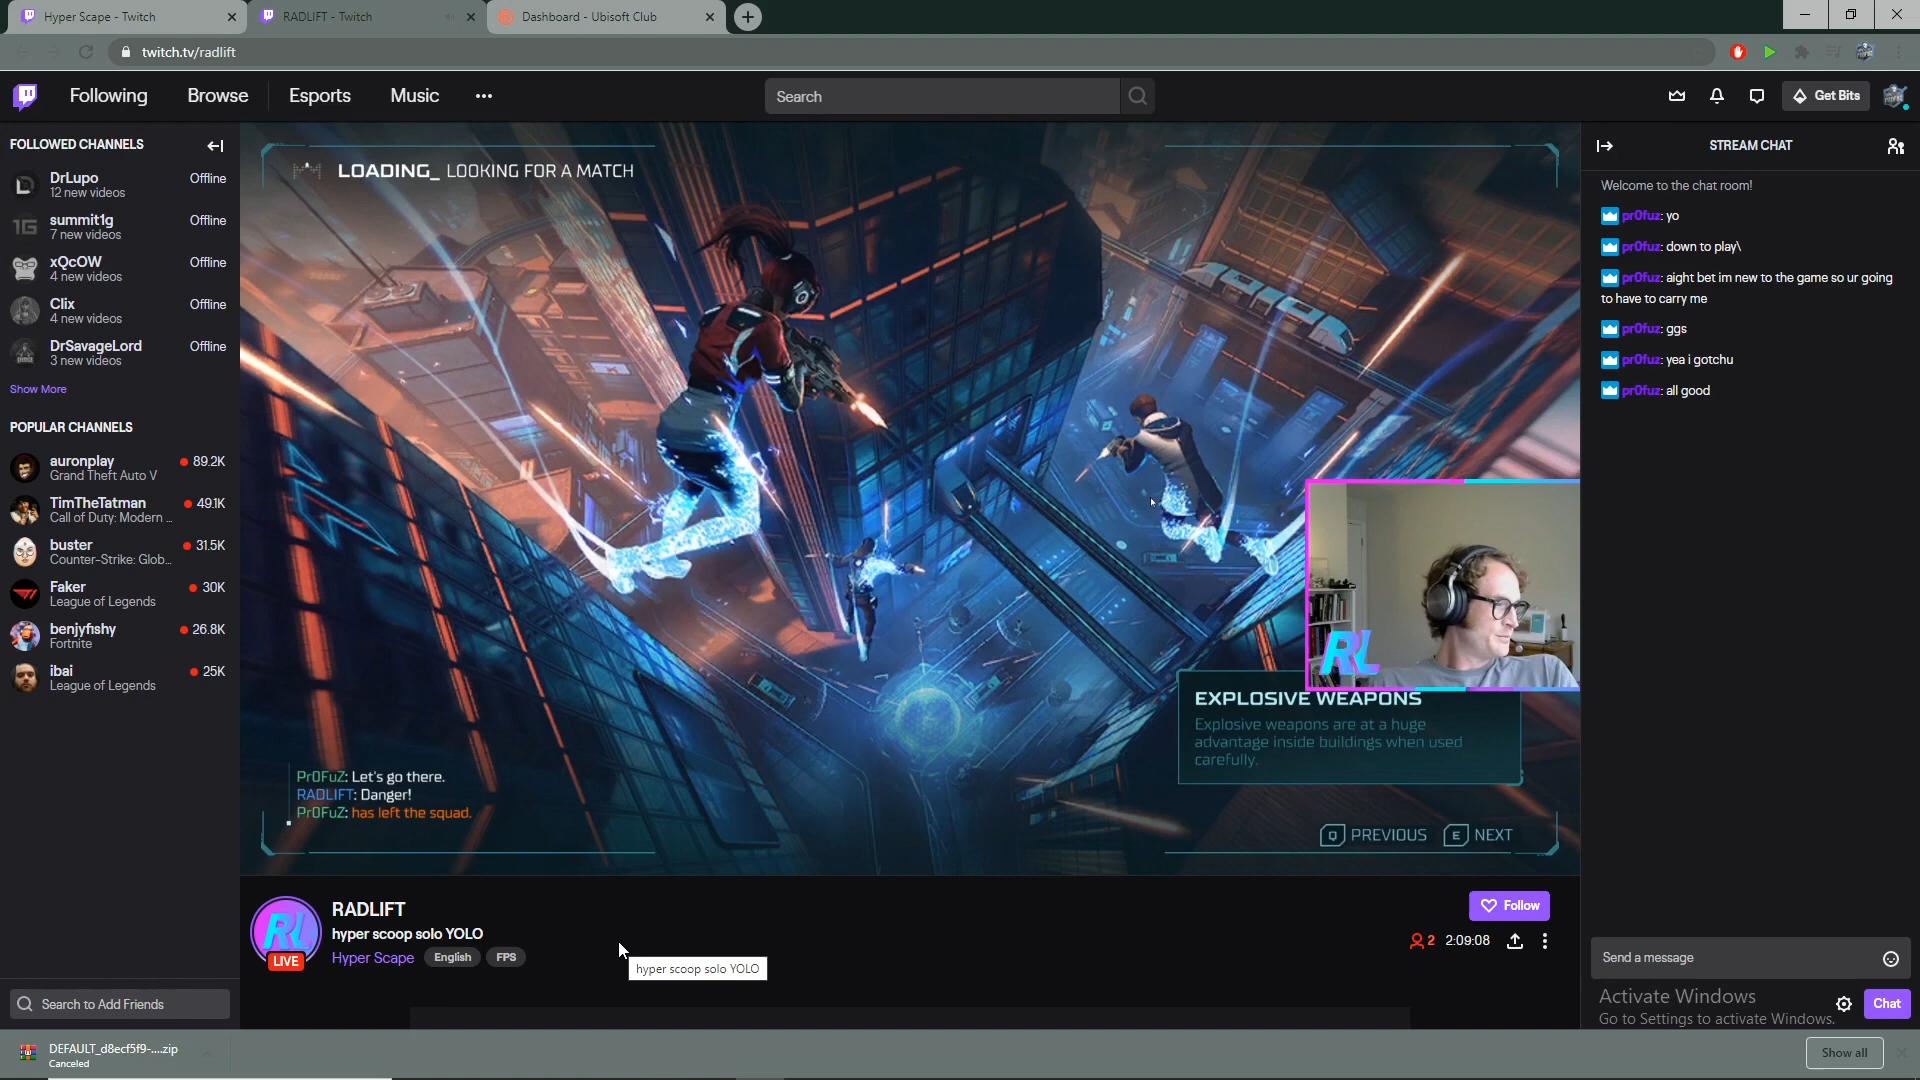 Hyper Scape - Twitch
RADLIFT - Twitch
Dashboard - Ubisoft Club
twitch.tv/radlift
Following
Browse
Esports
Music
Search
Get Bits
FOLLOWED CHANNELS
DrLupo
Offline
12 new videos
summit1g
Offline
7 new videos
xQcOW
Offline
4 new videos
Clix
Offline
4 new videos
DrSavageLord
Offline
3 new videos
Show More
POPULAR CHANNELS
auronplay
89.2K
Grand Theft Auto V
TimTheTatman
49.1K
Call of Duty: Modern ...
buster
31.5K
Counter-Strike: Glob...
Faker
30K
League of Legends
benjyfishy
26.8K
Fortnite
ibai
25K
League of Legends
Search to Add Friends
LOADING_ LOOKING FOR A MATCH
RL
EXPLOSIVE WEAPONS
Explosive weapons are at a huge
advantage inside buildings when used
carefully.
Pr0FuZ: Let's go there.
RADLIFT: Danger!
Pr0FuZ: has left the squad.
Q PREVIOUS E NEXT
RL
LIVE
RADLIFT
hyper scoop solo YOLO
Hyper Scape English FPS
hyper scoop solo YOLO
Follow
2 2:09:08
STREAM CHAT
Welcome to the chat room!
pr0fuz: yo
pr0fuz: down to play\
pr0fuz: aight bet im new to the game so ur going
to have to carry me
pr0fuz: ggs
pr0fuz: yea i gotchu
pr0fuz: all good
Send a message
Activate Windows
Go to Settings to activate Windows.
Chat
DEFAULT_d8ecf5f9-....zip
Canceled
Show all